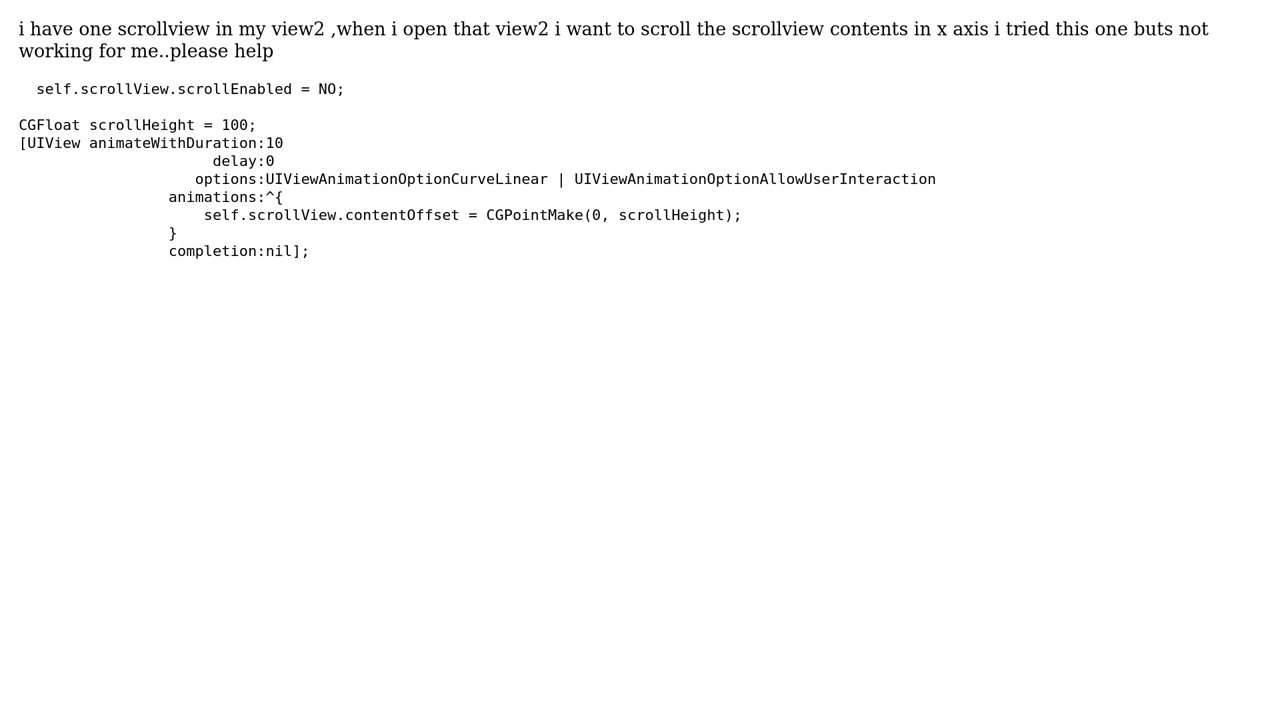 i have one scrollview in my view2 ,when i open that view2 i want to scroll the scrollview contents in x axis i tried this one buts not
working for me..please help
self.scrollView.scrollEnabled = NO;
CGFloat scrollHeight = 100;
[UIView animateWithDuration:10
delay:0
options:UIViewAnimationOptionCurveLinear | UIViewAnimationOptionAllowUserInteraction
animations:^{
self.scrollView.contentOffset = CGPointMake(0, scrollHeight);
}
completion:nil];